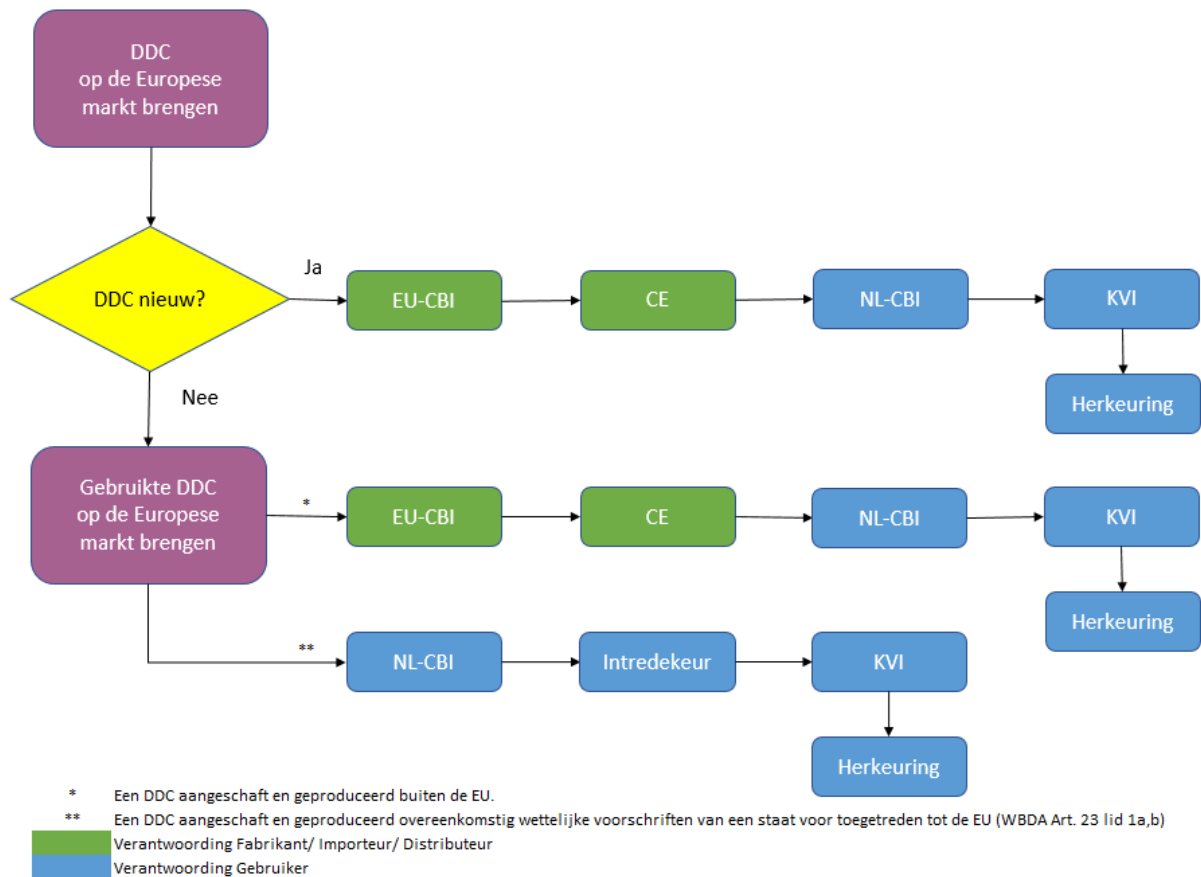 DDC
op de Europese
markt brengen
DDC nieuw?
Ja
EU-CBI
CE
NL-CBI
KVI
Herkeuring
Nee
Gebruikte DDC
op de Europese
markt brengen
*
EU-CBI
CE
NL-CBI
KVI
Herkeuring
**
NL-CBI
Intredekeur
KVI
Herkeuring
* Een DDC aangeschaft en geproduceerd buiten de EU.
** Een DDC aangeschaft en geproduceerd overeenkomstig wettelijke voorschriften van een staat voor toegetreden tot de EU (WBDA Art. 23 lid 1a,b)
Verantwoording Fabrikant/ Importeur/ Distributeur
Verantwoording Gebruiker